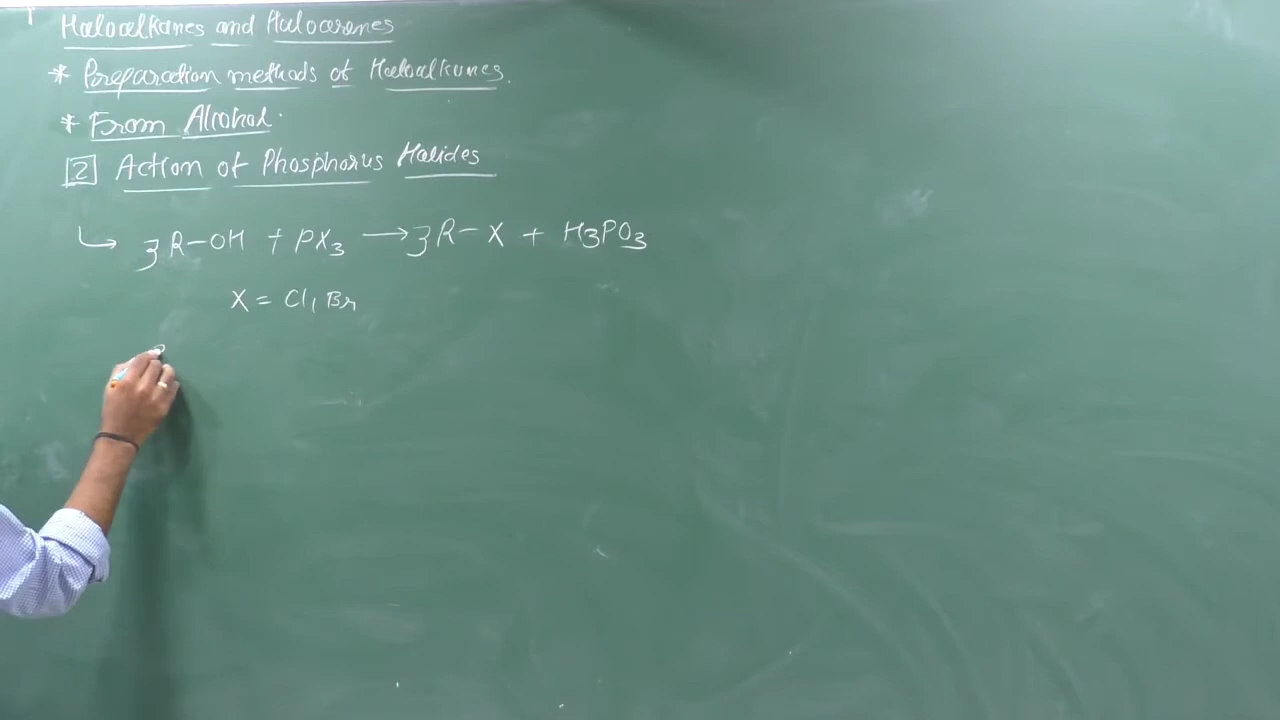 Haloalkanes and Haloarenes
* Preparation methods of Haloalkanes.
* From Alcohol.
[2] Action of Phosphorus Halides
↳ 3R-OH + PX3 → 3R-X + H3PO3
X = Cl, Br